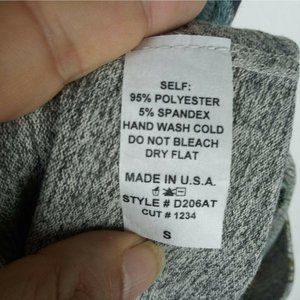 SELF:
95% POLYESTER
5% SPANDEX
HAND WASH COLD
DO NOT BLEACH
DRY FLAT
MADE IN U.S.A.
STYLE # D206AT
CUT # 1234
S